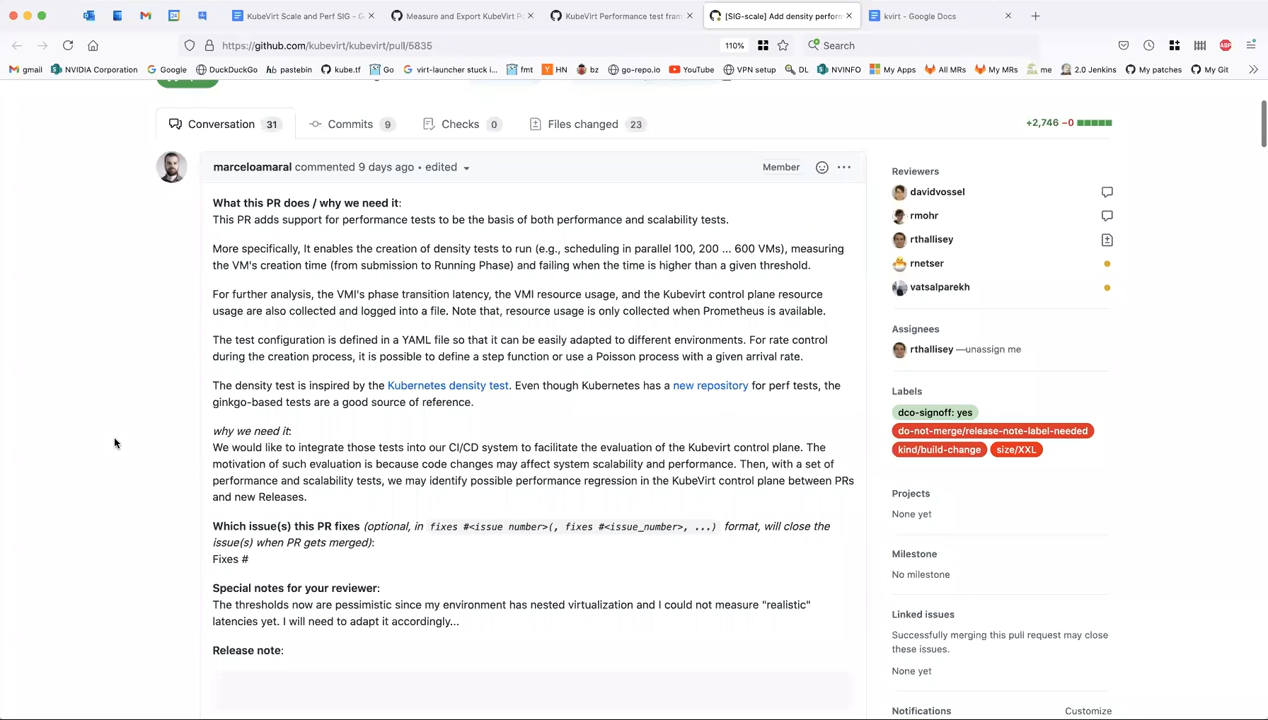 KubeVirt Scale and Perf SIG - G
Measure and Export KubeVirt P
KubeVirt Performance test fram
[SIG-scale] Add density perform
kvirt - Google Docs
https://github.com/kubevirt/kubevirt/pull/5835
110%
Search
gmail
NVIDIA Corporation
Google
DuckDuckGo
pastebin
kube.tf
Go
virt-launcher stuck i...
fmt
HN
bz
go-repo.io
YouTube
VPN setup
DL
NVINFO
My Apps
All MRs
My MRs
me
2.0 Jenkins
My patches
My Git
Conversation 31
Commits 9
Checks 0
Files changed 23
+2,746 −0
marceloamaral commented 9 days ago • edited
Member
What this PR does / why we need it:
This PR adds support for performance tests to be the basis of both performance and scalability tests.
More specifically, It enables the creation of density tests to run (e.g., scheduling in parallel 100, 200 ... 600 VMs), measuring
the VM's creation time (from submission to Running Phase) and failing when the time is higher than a given threshold.
For further analysis, the VMI's phase transition latency, the VMI resource usage, and the Kubevirt control plane resource
usage are also collected and logged into a file. Note that, resource usage is only collected when Prometheus is available.
The test configuration is defined in a YAML file so that it can be easily adapted to different environments. For rate control
during the creation process, it is possible to define a step function or use a Poisson process with a given arrival rate.
The density test is inspired by the Kubernetes density test. Even though Kubernetes has a new repository for perf tests, the
ginkgo-based tests are a good source of reference.
why we need it:
We would like to integrate those tests into our CI/CD system to facilitate the evaluation of the Kubevirt control plane. The
motivation of such evaluation is because code changes may affect system scalability and performance. Then, with a set of
performance and scalability tests, we may identify possible performance regression in the KubeVirt control plane between PRs
and new Releases.
Which issue(s) this PR fixes (optional, in fixes #<issue number>(, fixes #<issue_number>, ...) format, will close the
issue(s) when PR gets merged):
Fixes #
Special notes for your reviewer:
The thresholds now are pessimistic since my environment has nested virtualization and I could not measure "realistic"
latencies yet. I will need to adapt it accordingly...
Release note:
Reviewers
davidvossel
rmohr
rthallisey
rnetser
vatsalparekh
Assignees
rthallisey —unassign me
Labels
dco-signoff: yes
do-not-merge/release-note-label-needed
kind/build-change
size/XXL
Projects
None yet
Milestone
No milestone
Linked issues
Successfully merging this pull request may close
these issues.
None yet
Notifications
Customize